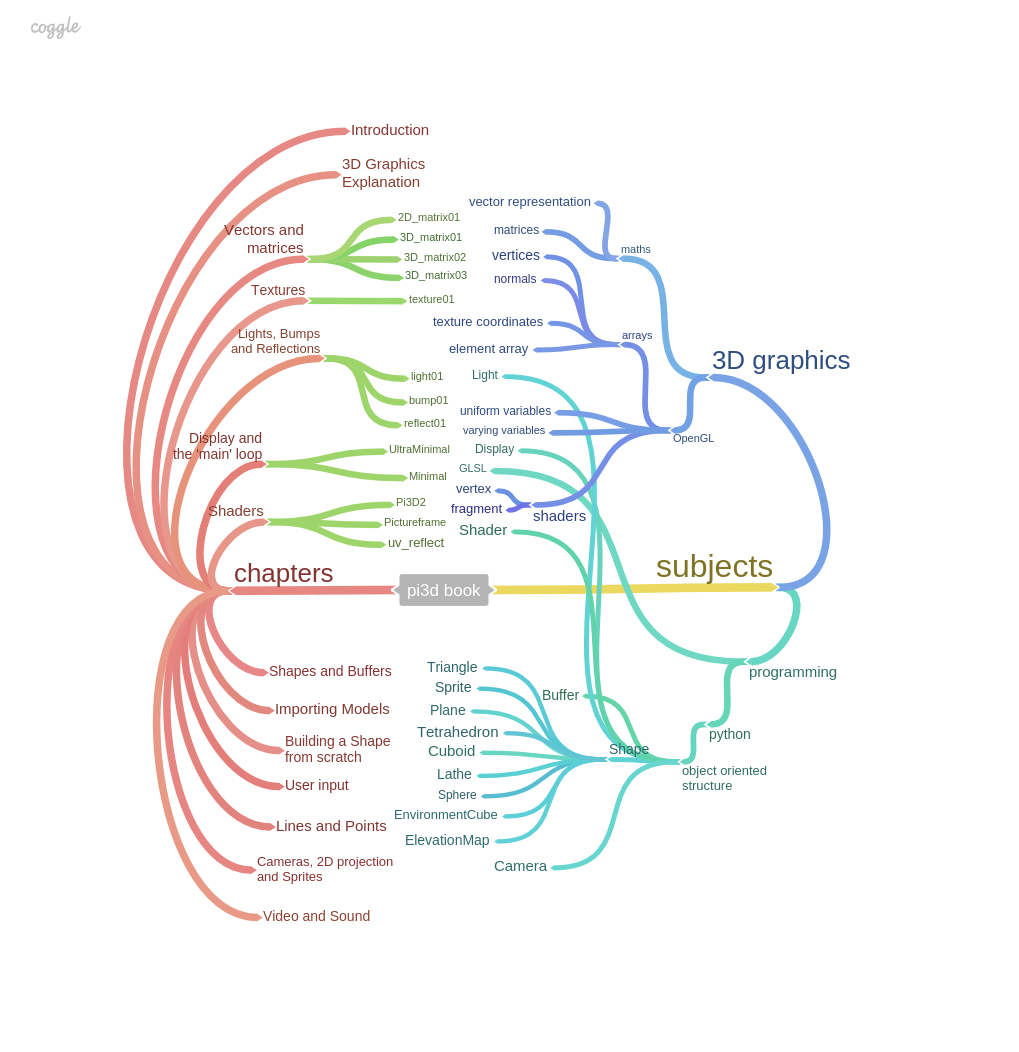 coggle
Introduction
3D Graphics
Explanation
Vectors and
matrices
2D_matrix01
3D_matrix01
3D_matrix02
3D_matrix03
Textures
texture01
Lights, Bumps
and Reflections
light01
bump01
reflect01
Display and
the 'main' loop
UltraMinimal
Minimal
Shaders
Pi3D2
Pictureframe
uv_reflect
chapters
pi3d book
Shapes and Buffers
Importing Models
Building a Shape
from scratch
User input
Lines and Points
Cameras, 2D projection
and Sprites
Video and Sound
subjects
3D graphics
maths
vector representation
matrices
OpenGL
arrays
vertices
normals
texture coordinates
element array
uniform variables
varying variables
shaders
vertex
fragment
programming
GLSL
python
object oriented
structure
Light
Display
Shader
Buffer
Shape
Triangle
Sprite
Plane
Tetrahedron
Cuboid
Lathe
Sphere
EnvironmentCube
ElevationMap
Camera